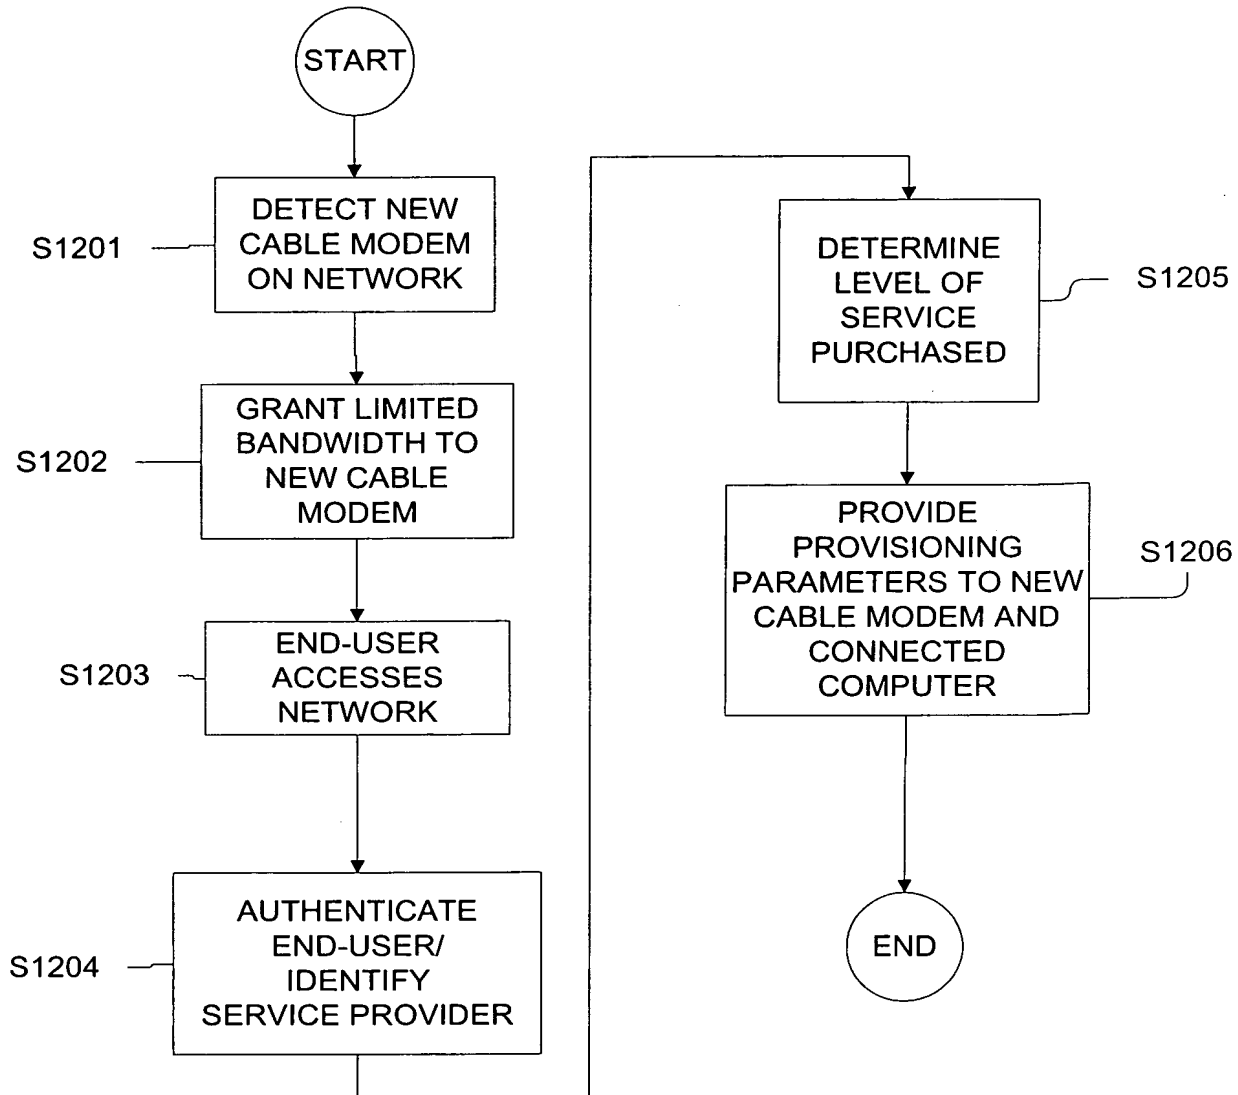 START
S1201
DETECT NEW
CABLE MODEM
ON NETWORK
S1202
GRANT LIMITED
BANDWIDTH TO
NEW CABLE
MODEM
S1203
END-USER
ACCESSES
NETWORK
S1204
AUTHENTICATE
END-USER/
IDENTIFY
SERVICE PROVIDER
DETERMINE
LEVEL OF
SERVICE
PURCHASED
S1205
PROVIDE
PROVISIONING
PARAMETERS TO NEW
CABLE MODEM AND
CONNECTED
COMPUTER
S1206
END